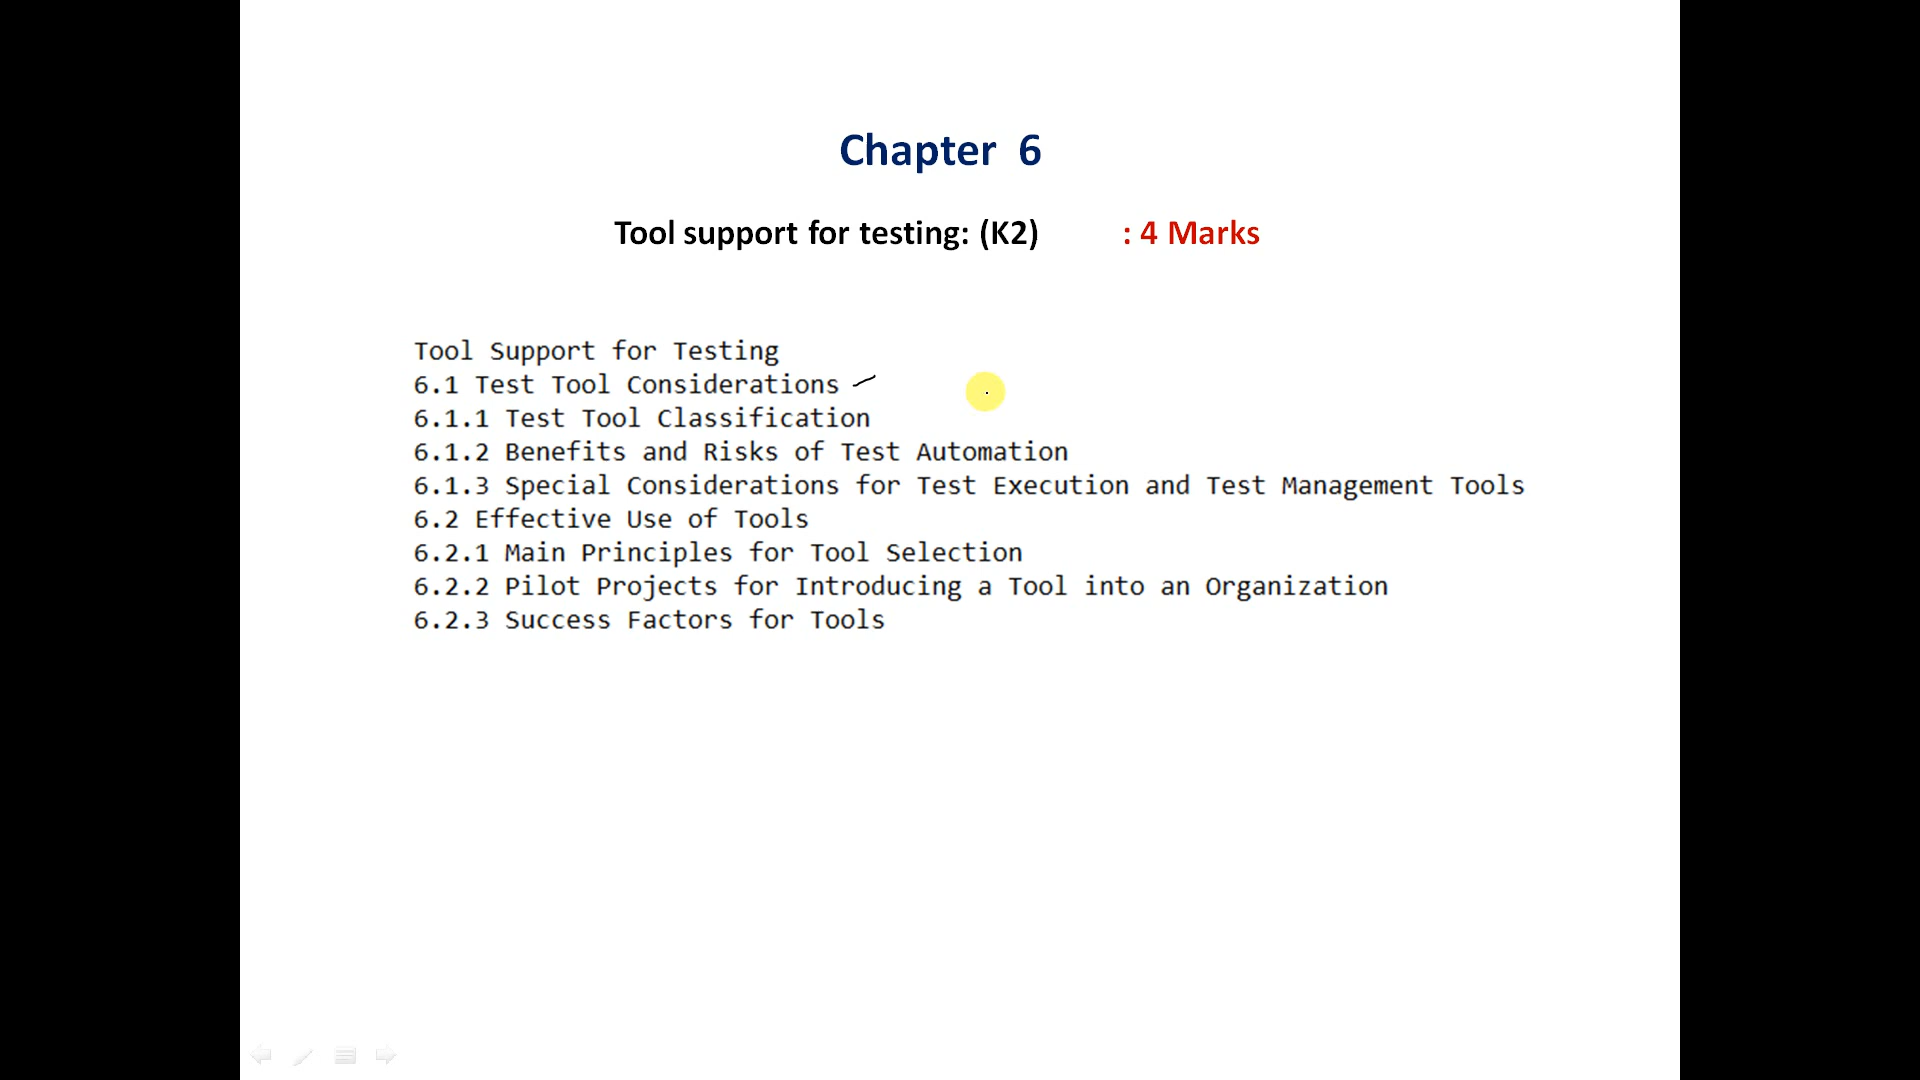 Chapter 6
Tool support for testing: (K2) : 4 Marks
Tool Support for Testing
6.1 Test Tool Considerations
6.1.1 Test Tool Classification
6.1.2 Benefits and Risks of Test Automation
6.1.3 Special Considerations for Test Execution and Test Management Tools
6.2 Effective Use of Tools
6.2.1 Main Principles for Tool Selection
6.2.2 Pilot Projects for Introducing a Tool into an Organization
6.2.3 Success Factors for Tools